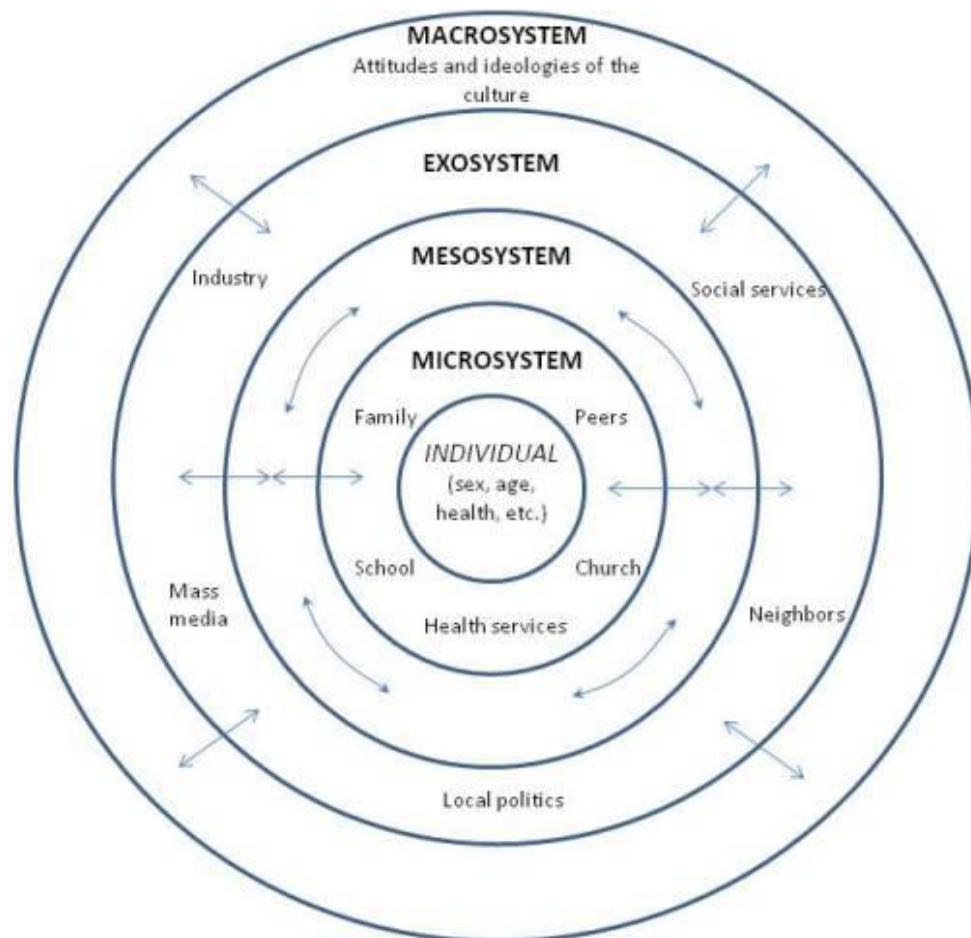 MACROSYSTEM
Attitudes and ideologies of the
culture
EXOSYSTEM
MESOSYSTEM
Industry
Social services
MICROSYSTEM
Family
Peers
INDIVIDUAL
(sex, age,
health, etc.)
School
Church
Mass
media
Neighbors
Health services
Local politics